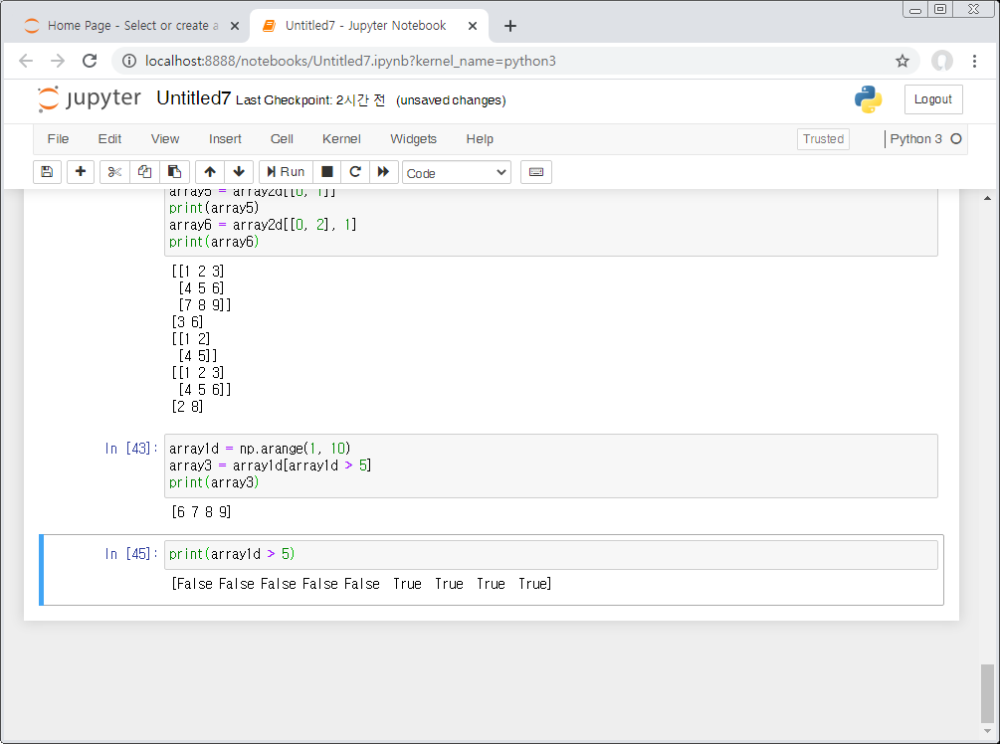 Home Page - Select or create a
Untitled7 - Jupyter Notebook
localhost:8888/notebooks/Untitled7.ipynb?kernel_name=python3
jupyter Untitled7 Last Checkpoint: 2시간 전 (unsaved changes)
Logout
File Edit View Insert Cell Kernel Widgets Help
Trusted
Python 3
Run
Code
array5 = array2d[[0, 1]]
print(array5)
array6 = array2d[[0, 2], 1]
print(array6)
[[1 2 3]
[4 5 6]
[7 8 9]]
[3 6]
[[1 2]
[4 5]]
[[1 2 3]
[4 5 6]]
[2 8]
In [43]:
array1d = np.arange(1, 10)
array3 = array1d[array1d > 5]
print(array3)
[6 7 8 9]
In [45]:
print(array1d > 5)
[False False False False False  True  True  True  True]